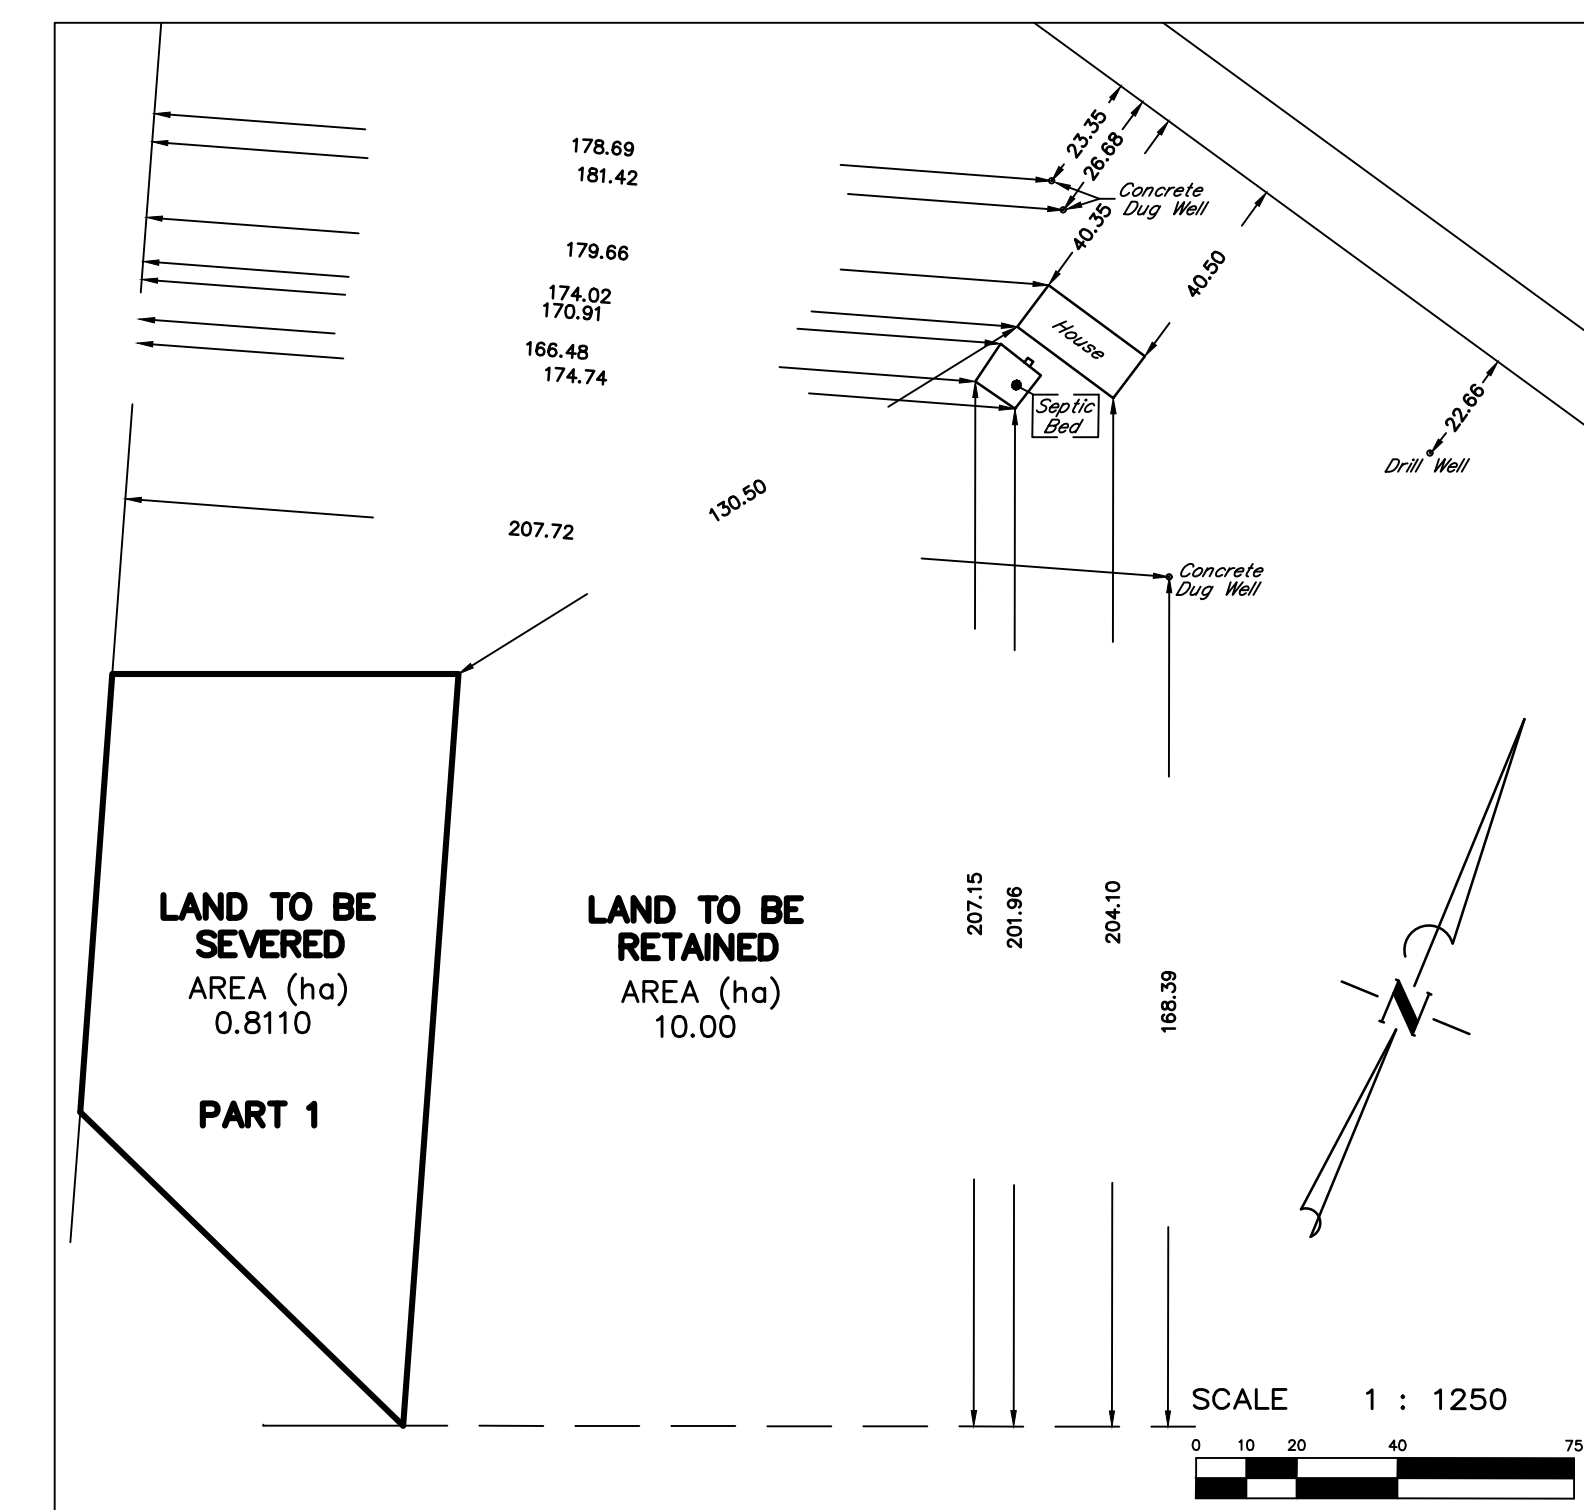 178.69
181.42
179.66
174.02
170.91
166.48
174.74
207.72
130.50
23.35
26.68
40.35
40.50
22.66
Concrete
Dug Well
House
Septic
Bed
Drill Well
Concrete
Dug Well
207.15
201.96
204.10
168.39
LAND TO BE
SEVERED
AREA (ha)
0.8110
PART 1
LAND TO BE
RETAINED
AREA (ha)
10.00
N
SCALE 1 : 1250
0 10 20 40 75